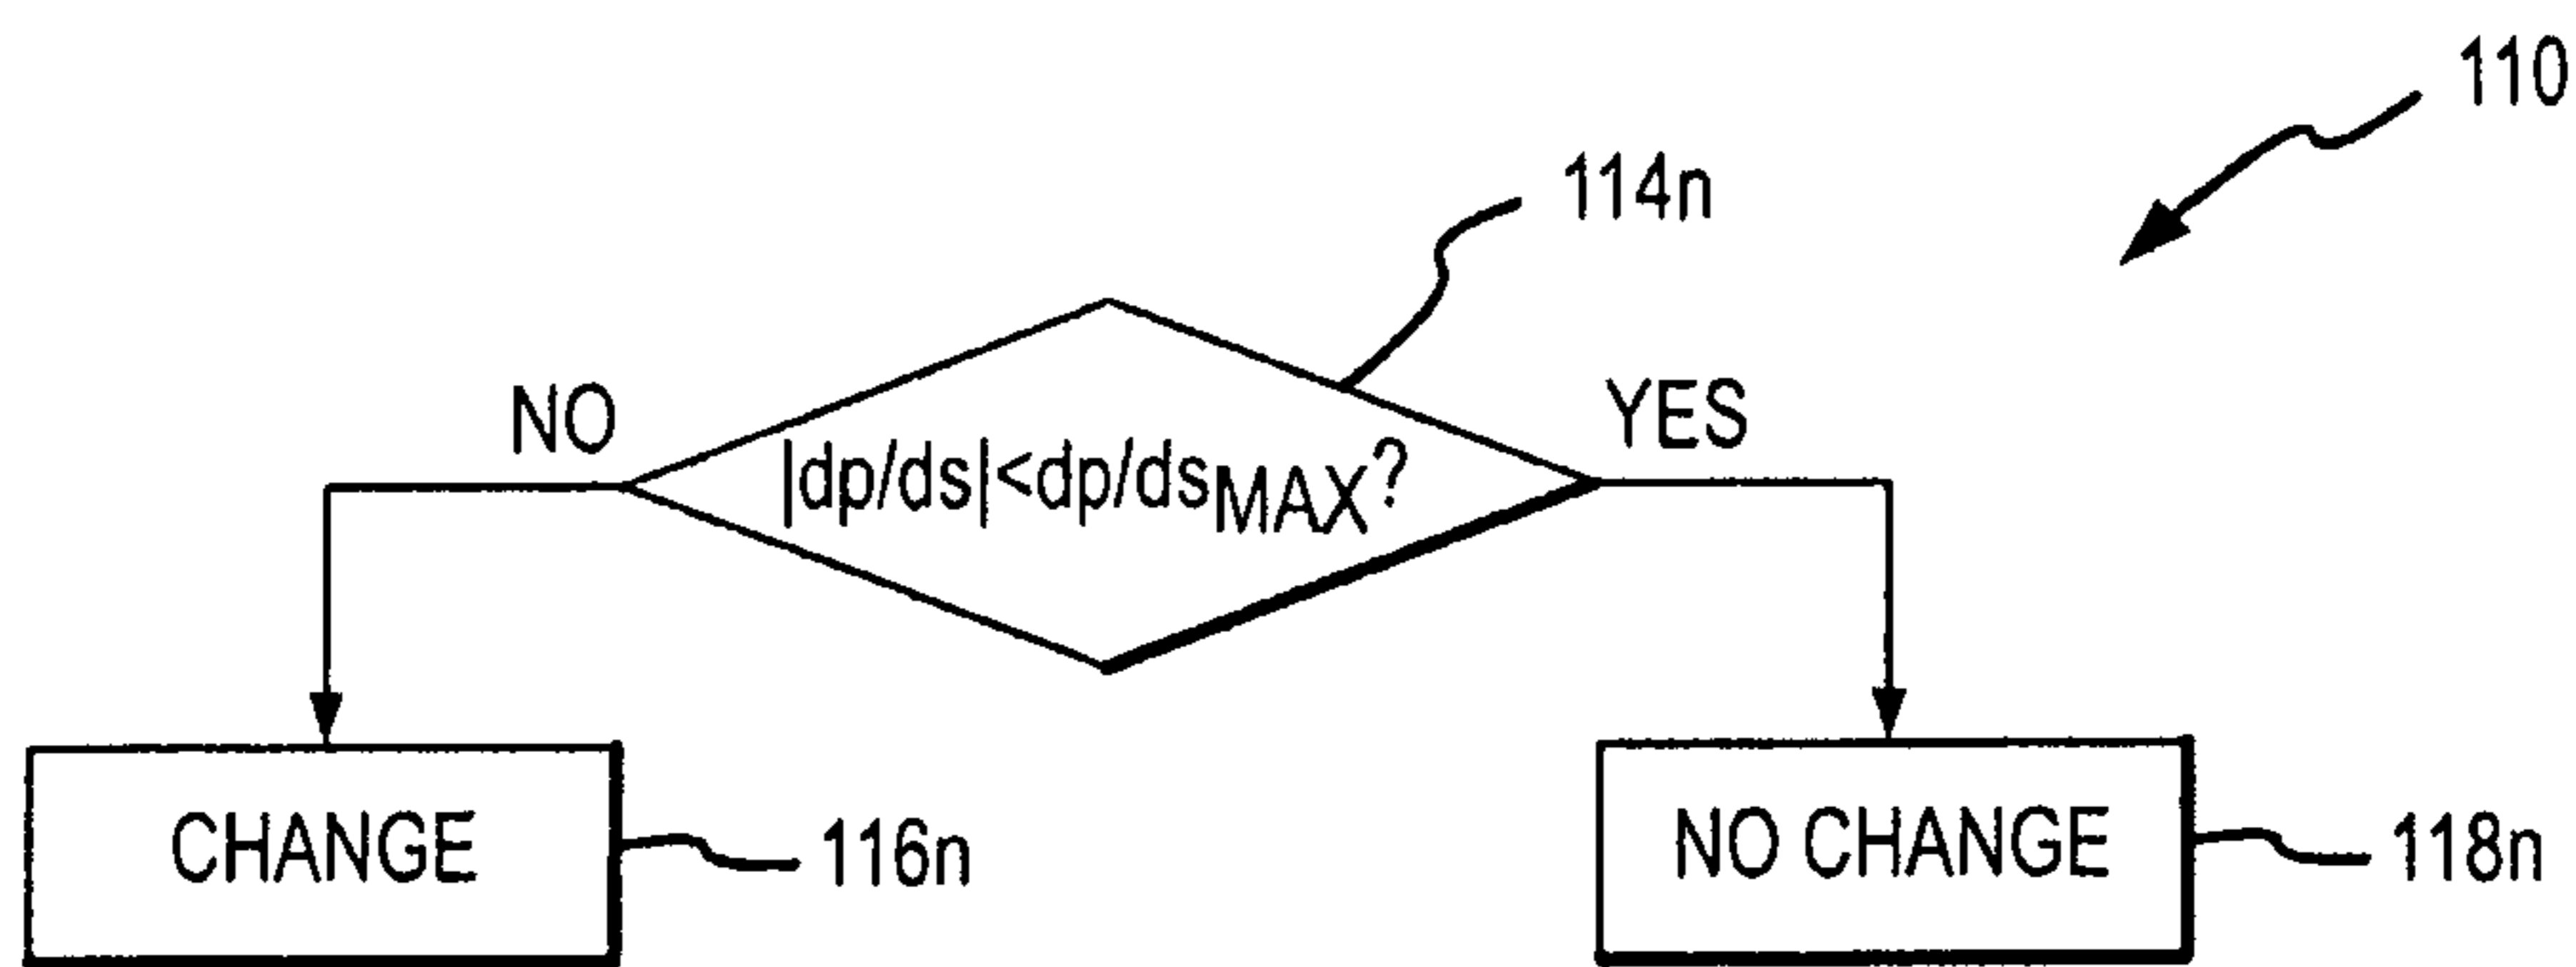 110
114n
NO
YES
|dp/ds|<dp/dsMAX?
CHANGE
116n
NO CHANGE
118n